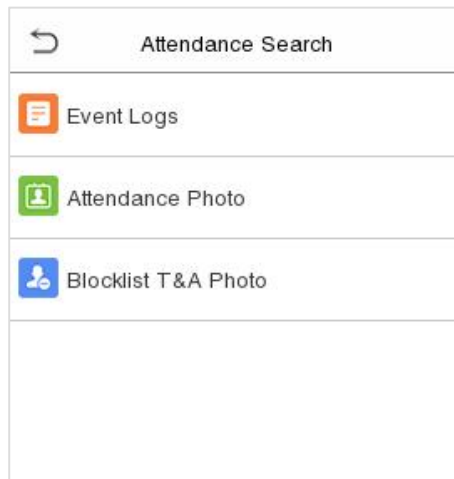 Attendance Search
Event Logs
Attendance Photo
Blocklist T&A Photo